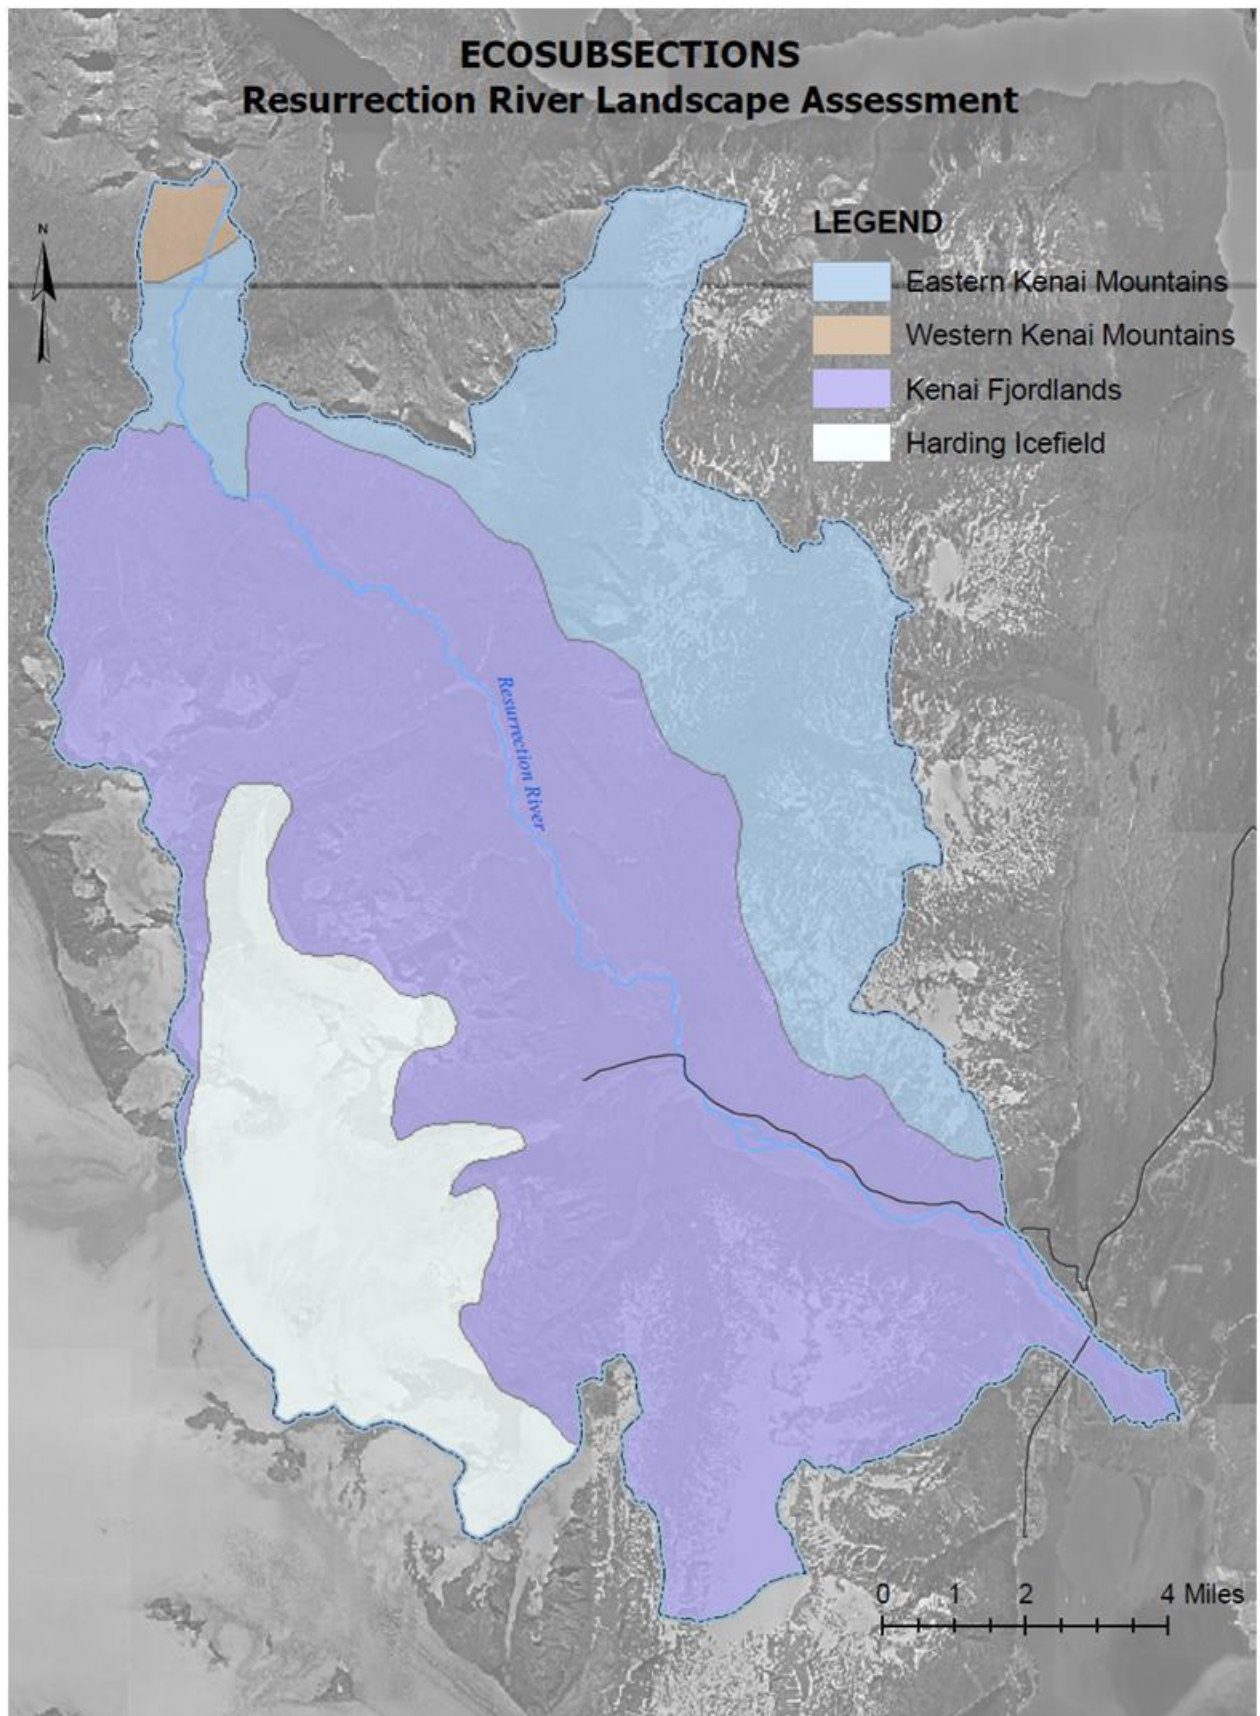 ECOSUBSECTIONS
Resurrection River Landscape Assessment
N
LEGEND
Eastern Kenai Mountains
Western Kenai Mountains
Kenai Fjordlands
Harding Icefield
Resurrection River
0 1 2 4 Miles